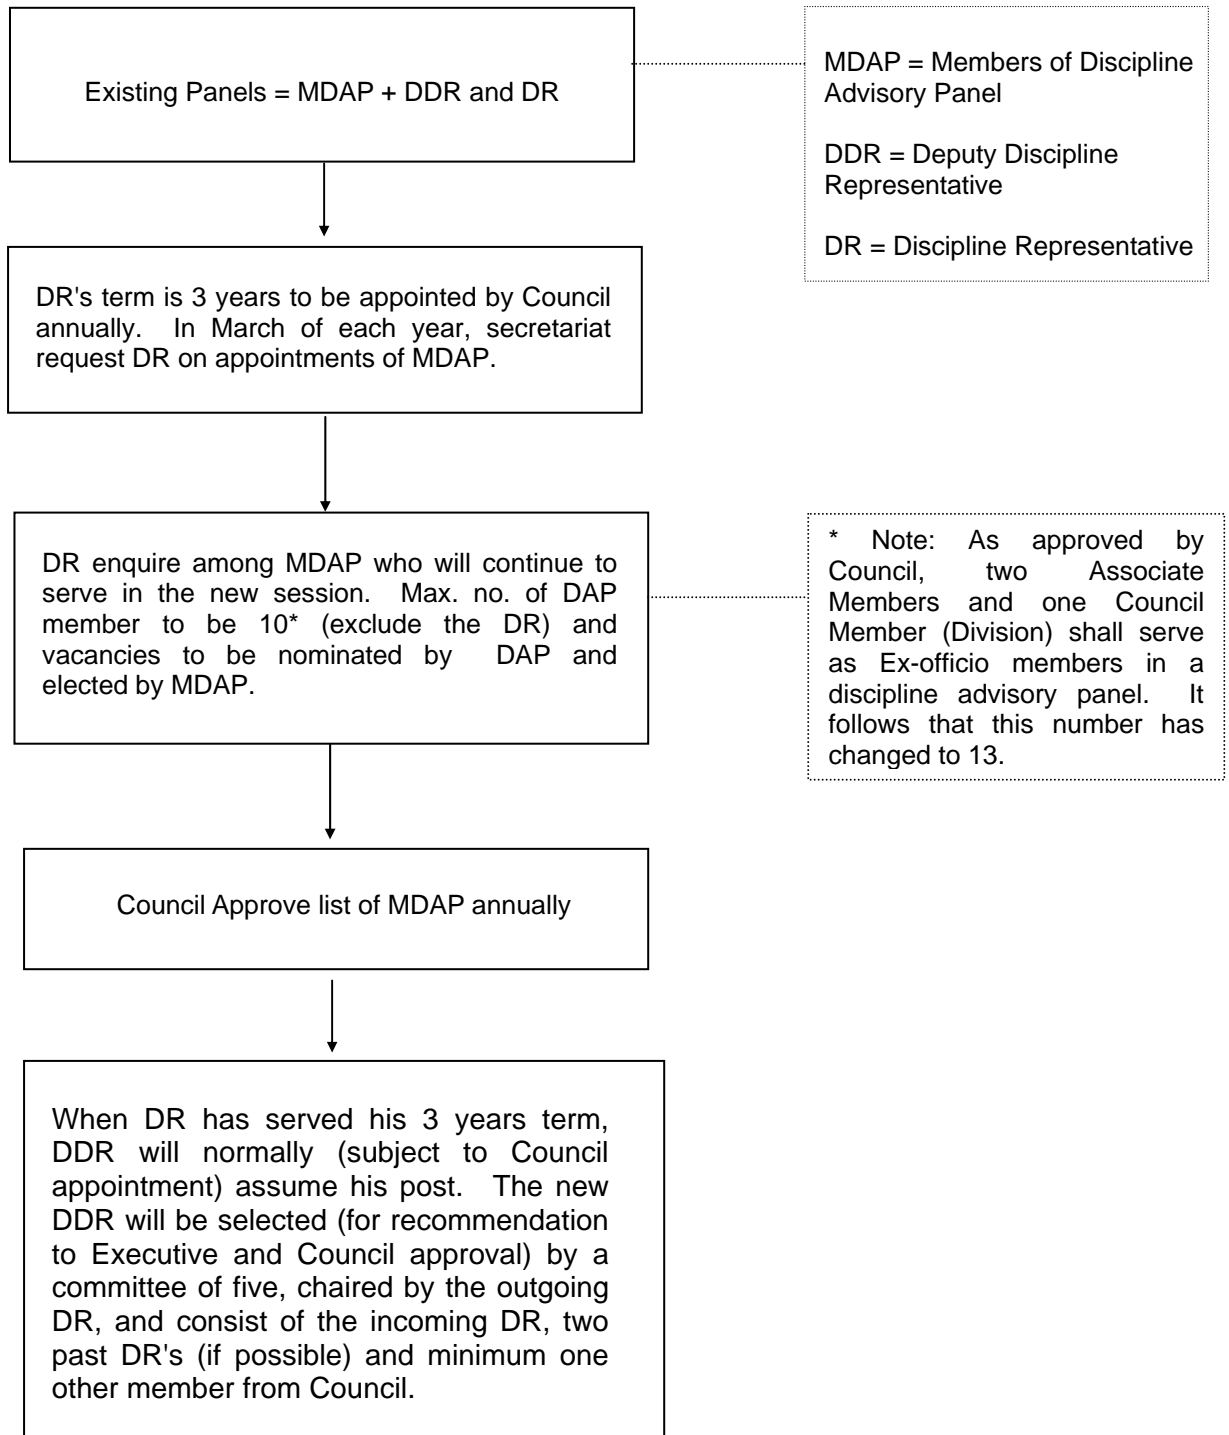 Existing Panels = MDAP + DDR and DR
MDAP = Members of Discipline
Advisory Panel
DDR = Deputy Discipline
Representative
DR = Discipline Representative
DR's term is 3 years to be appointed by Council
annually. In March of each year, secretariat
request DR on appointments of MDAP.
DR enquire among MDAP who will continue to
serve in the new session. Max. no. of DAP
member to be 10* (exclude the DR) and
vacancies to be nominated by DAP and
elected by MDAP.
* Note: As approved by
Council, two Associate
Members and one Council
Member (Division) shall serve
as Ex-officio members in a
discipline advisory panel. It
follows that this number has
changed to 13.
Council Approve list of MDAP annually
When DR has served his 3 years term,
DDR will normally (subject to Council
appointment) assume his post. The new
DDR will be selected (for recommendation
to Executive and Council approval) by a
committee of five, chaired by the outgoing
DR, and consist of the incoming DR, two
past DR's (if possible) and minimum one
other member from Council.